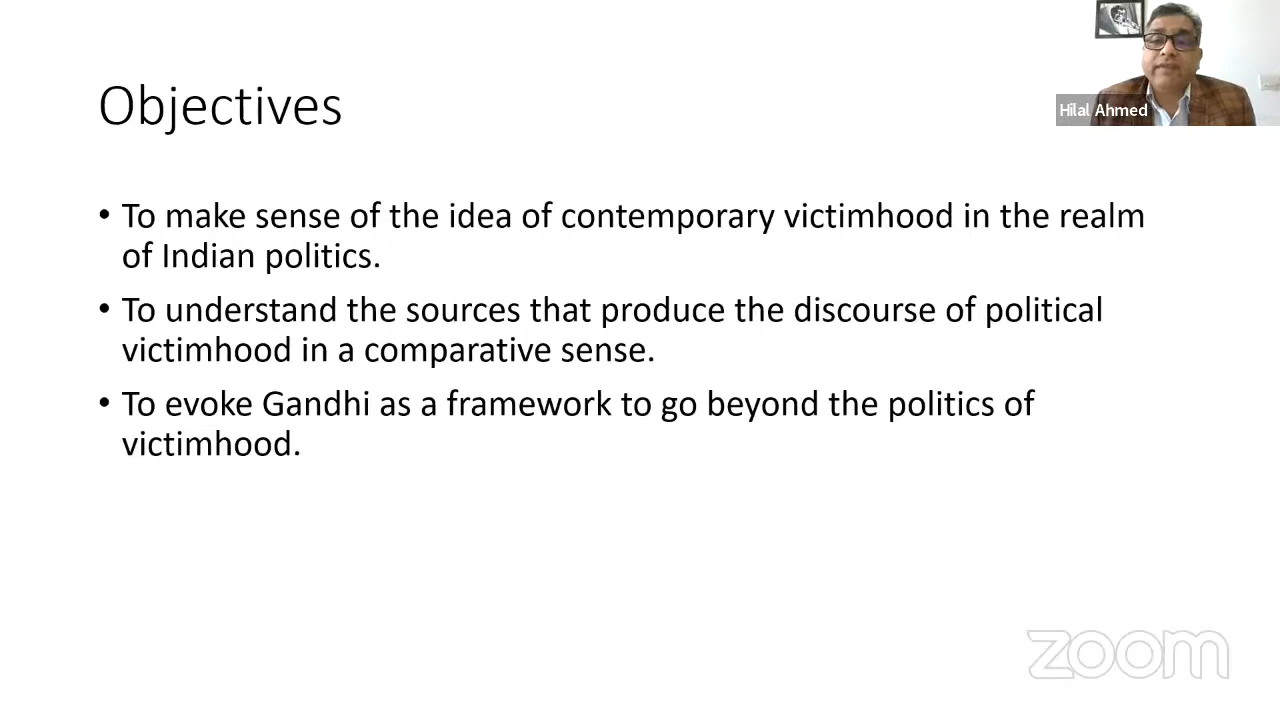 Objectives
Hilal Ahmed
• To make sense of the idea of contemporary victimhood in the realm
of Indian politics.
• To understand the sources that produce the discourse of political
victimhood in a comparative sense.
• To evoke Gandhi as a framework to go beyond the politics of
victimhood.
zoom